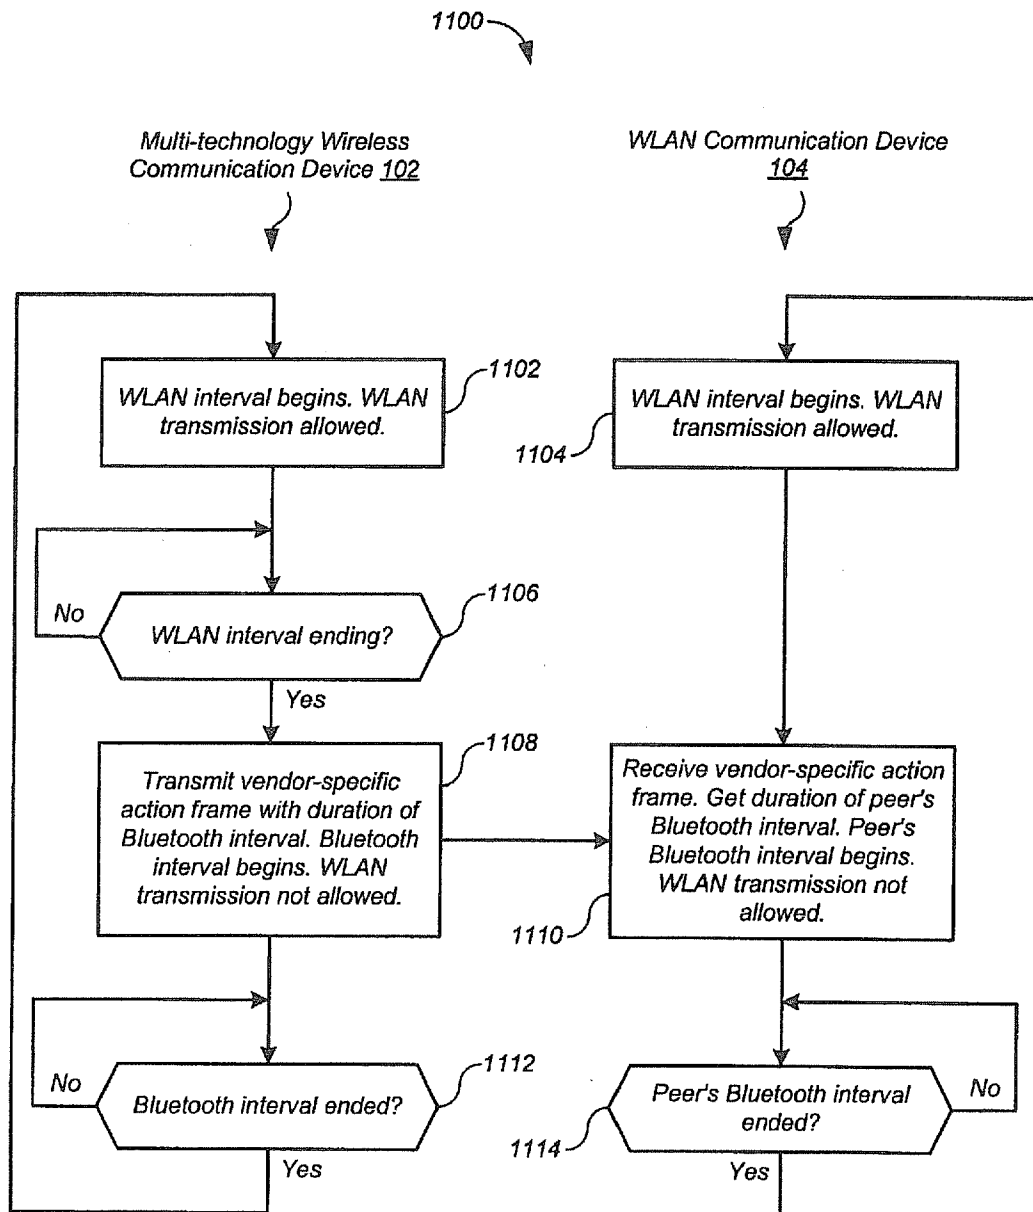 1100
Multi-technology Wireless
Communication Device 102
WLAN Communication Device
104
WLAN interval begins. WLAN
transmission allowed.
1102
WLAN interval begins. WLAN
transmission allowed.
1104
No
WLAN interval ending?
1106
Yes
Transmit vendor-specific
action frame with duration of
Bluetooth interval. Bluetooth
interval begins. WLAN
transmission not allowed.
1108
Receive vendor-specific action
frame. Get duration of peer's
Bluetooth interval. Peer's
Bluetooth interval begins.
WLAN transmission not
allowed.
1110
No
Bluetooth interval ended?
1112
Yes
Peer's Bluetooth interval
ended?
No
1114
Yes